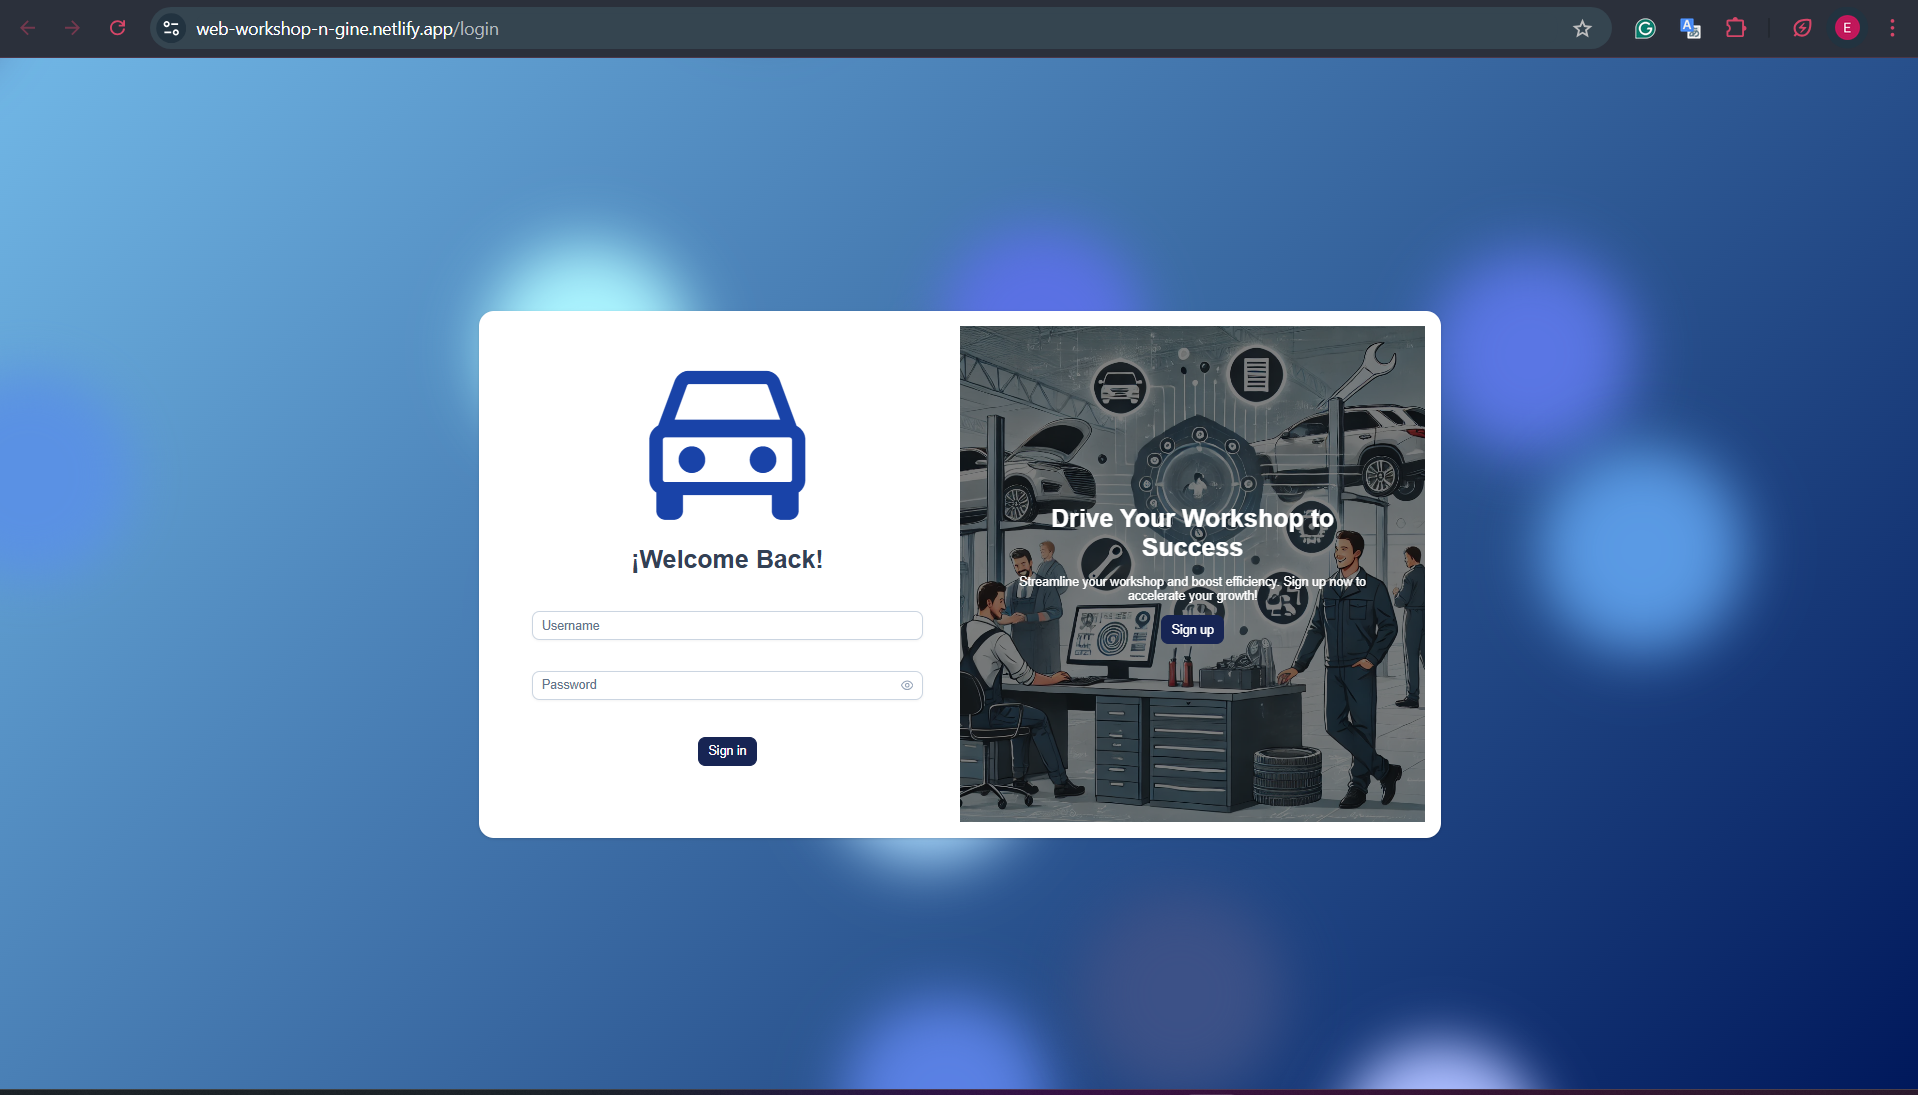 web-workshop-n-gine.netlify.app/login
E
¡Welcome Back!
Username
Password
Sign in
Drive Your Workshop to
Success
Streamline your workshop and boost efficiency. Sign up now to
accelerate your growth!
Sign up